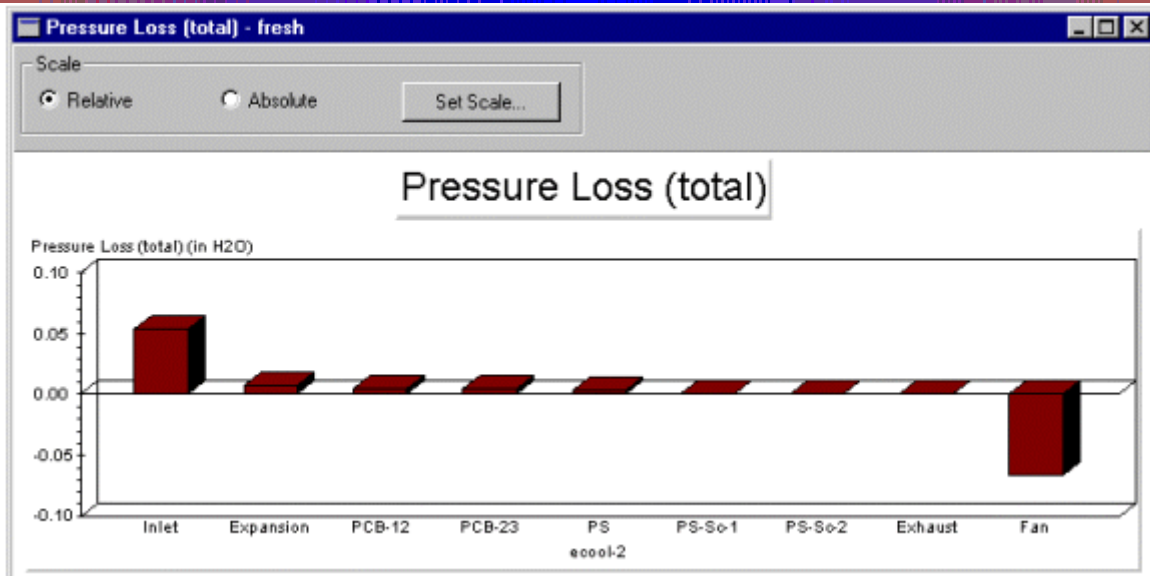 Pressure Loss (total) - fresh
Scale
Relative Absolute Set Scale...
Pressure Loss (total)
Pressure Loss (total) (in H2O)
0.10
0.05
0.00
-0.05
-0.10
Inlet Expansion PCB-12 PCB-23 PS PS-Sc-1 PS-Sc-2 Exhaust Fan
ecool-2